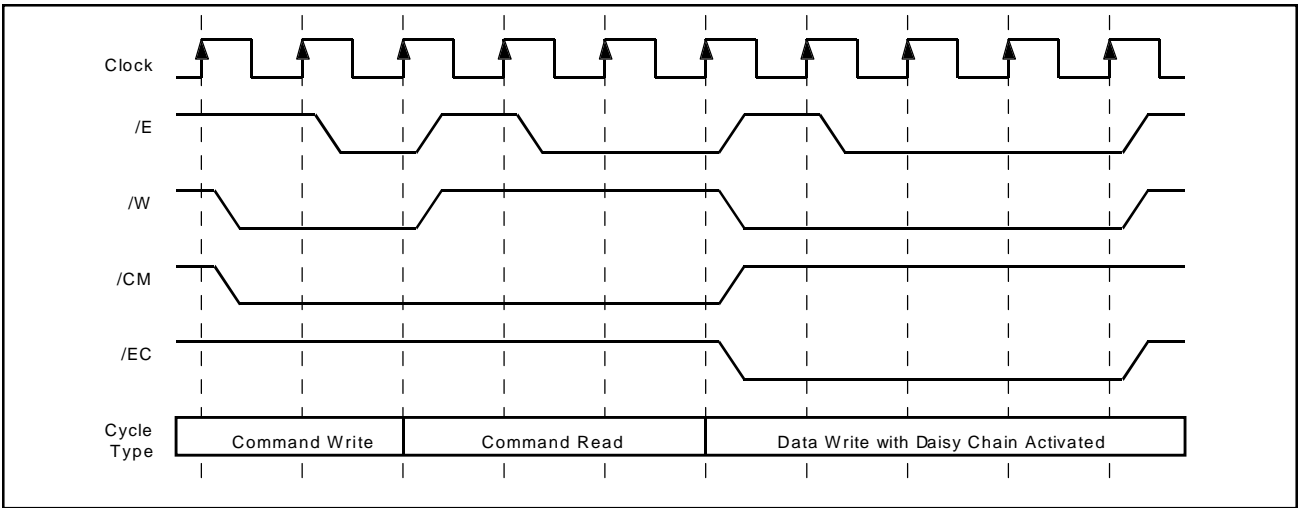 Clock
/E
/W
/CM
/EC
Cycle
Type
Command Write
Command Read
Data Write with Daisy Chain Activated